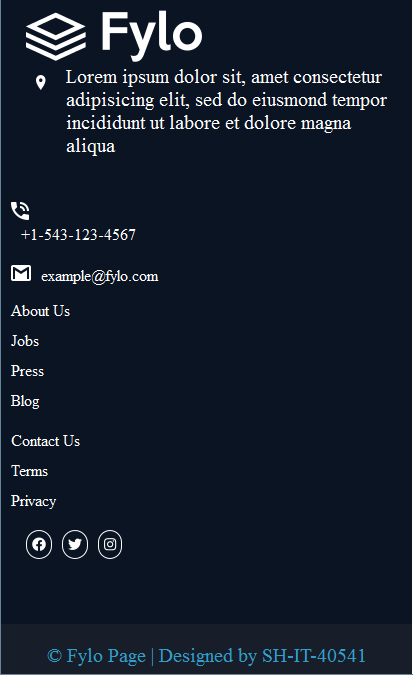 Fylo
Lorem ipsum dolor sit, amet consectetur
adipisicing elit, sed do eiusmond tempor
incididunt ut labore et dolore magna
aliqua
+1-543-123-4567
example@fylo.com
About Us
Jobs
Press
Blog
Contact Us
Terms
Privacy
© Fylo Page | Designed by SH-IT-40541